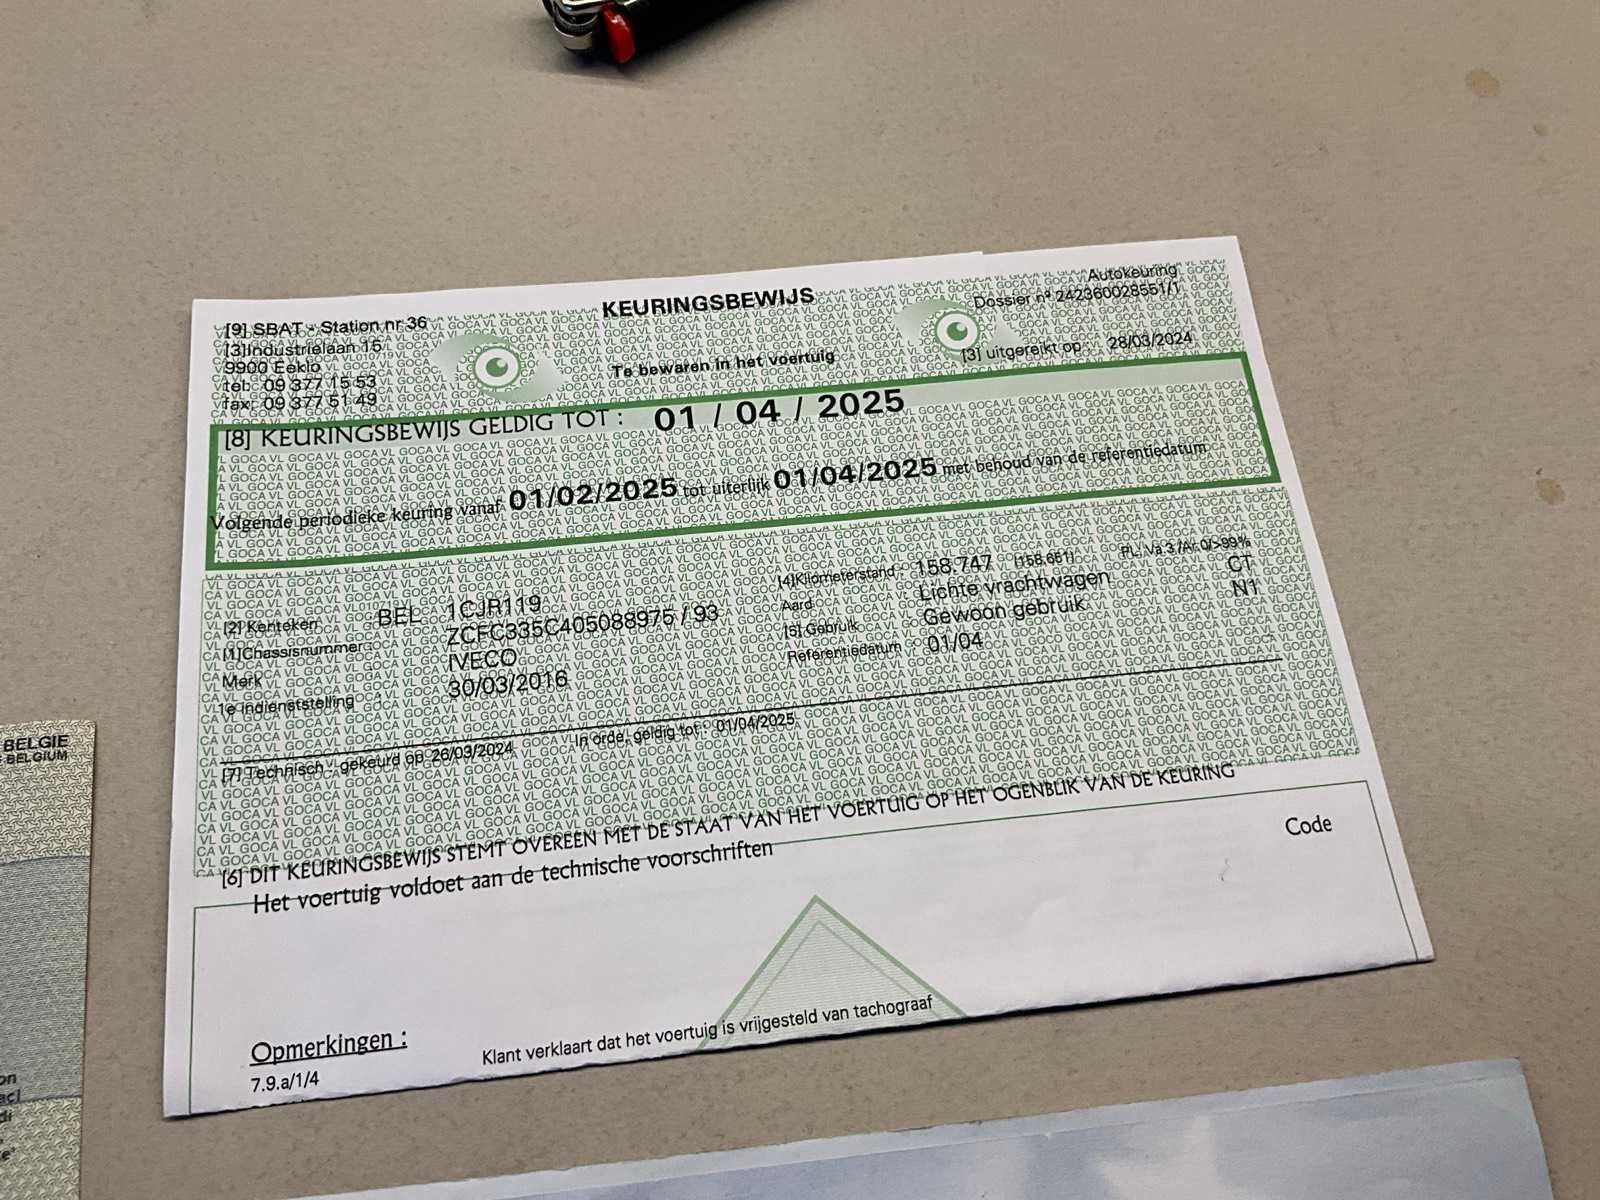 KEURINGSBEWIJS
Te bewaren in het voertuig
[9] SBAT - Station nr 36
[3]Industrielaan 15
9900 Eeklo
tel: 09 377 15 53
fax: 09 377 51 49
Autokeuring
Dossier nº 242360028551/1
[3] uitgereikt op : 28/03/2024
[8] KEURINGSBEWIJS GELDIG TOT : 01 / 04 / 2025
Volgende periodieke keuring vanaf 01/02/2025 tot uiterlijk 01/04/2025 met behoud van de referentiedatum
[2] Kenteken BEL 1CJR119
[1]Chassisnummer : ZCFC335C405088975 / 93
Merk IVECO
1e indienststelling : 30/03/2016
[4]Kilometerstand : 158.747 (158.661) PL: Va.3 /Ar.0/>99%
Aard Lichte vrachtwagen CT
[5] Gebruik Gewoon gebruik N1
Referentiedatum : 01/04
[7] Technisch : gekeurd op 26/03/2024 In orde, geldig tot : 01/04/2025
[6] DIT KEURINGSBEWIJS STEMT OVEREEN MET DE STAAT VAN HET VOERTUIG OP HET OGENBLIK VAN DE KEURING
Het voertuig voldoet aan de technische voorschriften
Code
Opmerkingen :
7.9.a/1/4
Klant verklaart dat het voertuig is vrijgesteld van tachograaf
BELGIE
BELGIUM